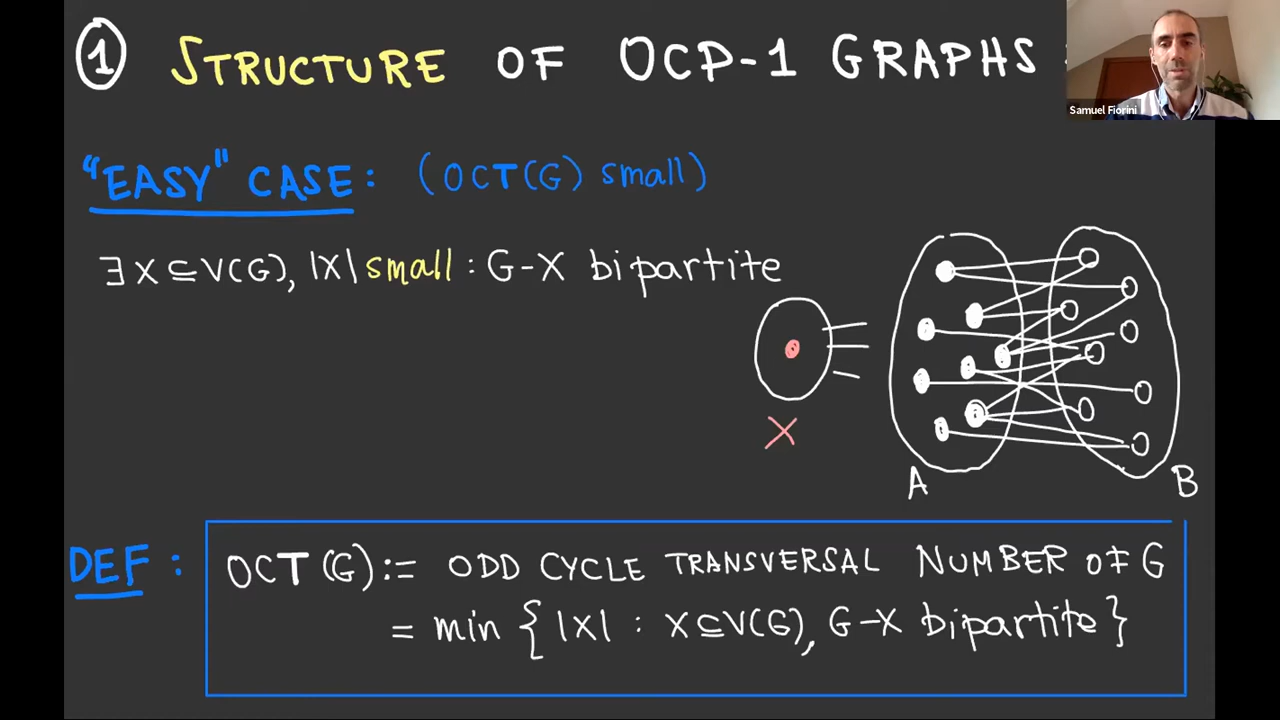 ① STRUCTURE OF OCP-1 GRAPHS :
Samuel Fiorini
"EASY" CASE : (OCT(G) small)
∃ X ⊆ V(G), |X| small : G-X bipartite
X
A
B
DEF : OCT(G) := ODD CYCLE TRANSVERSAL NUMBER OF G
= min { |X| : X ⊆ V(G), G-X bipartite }